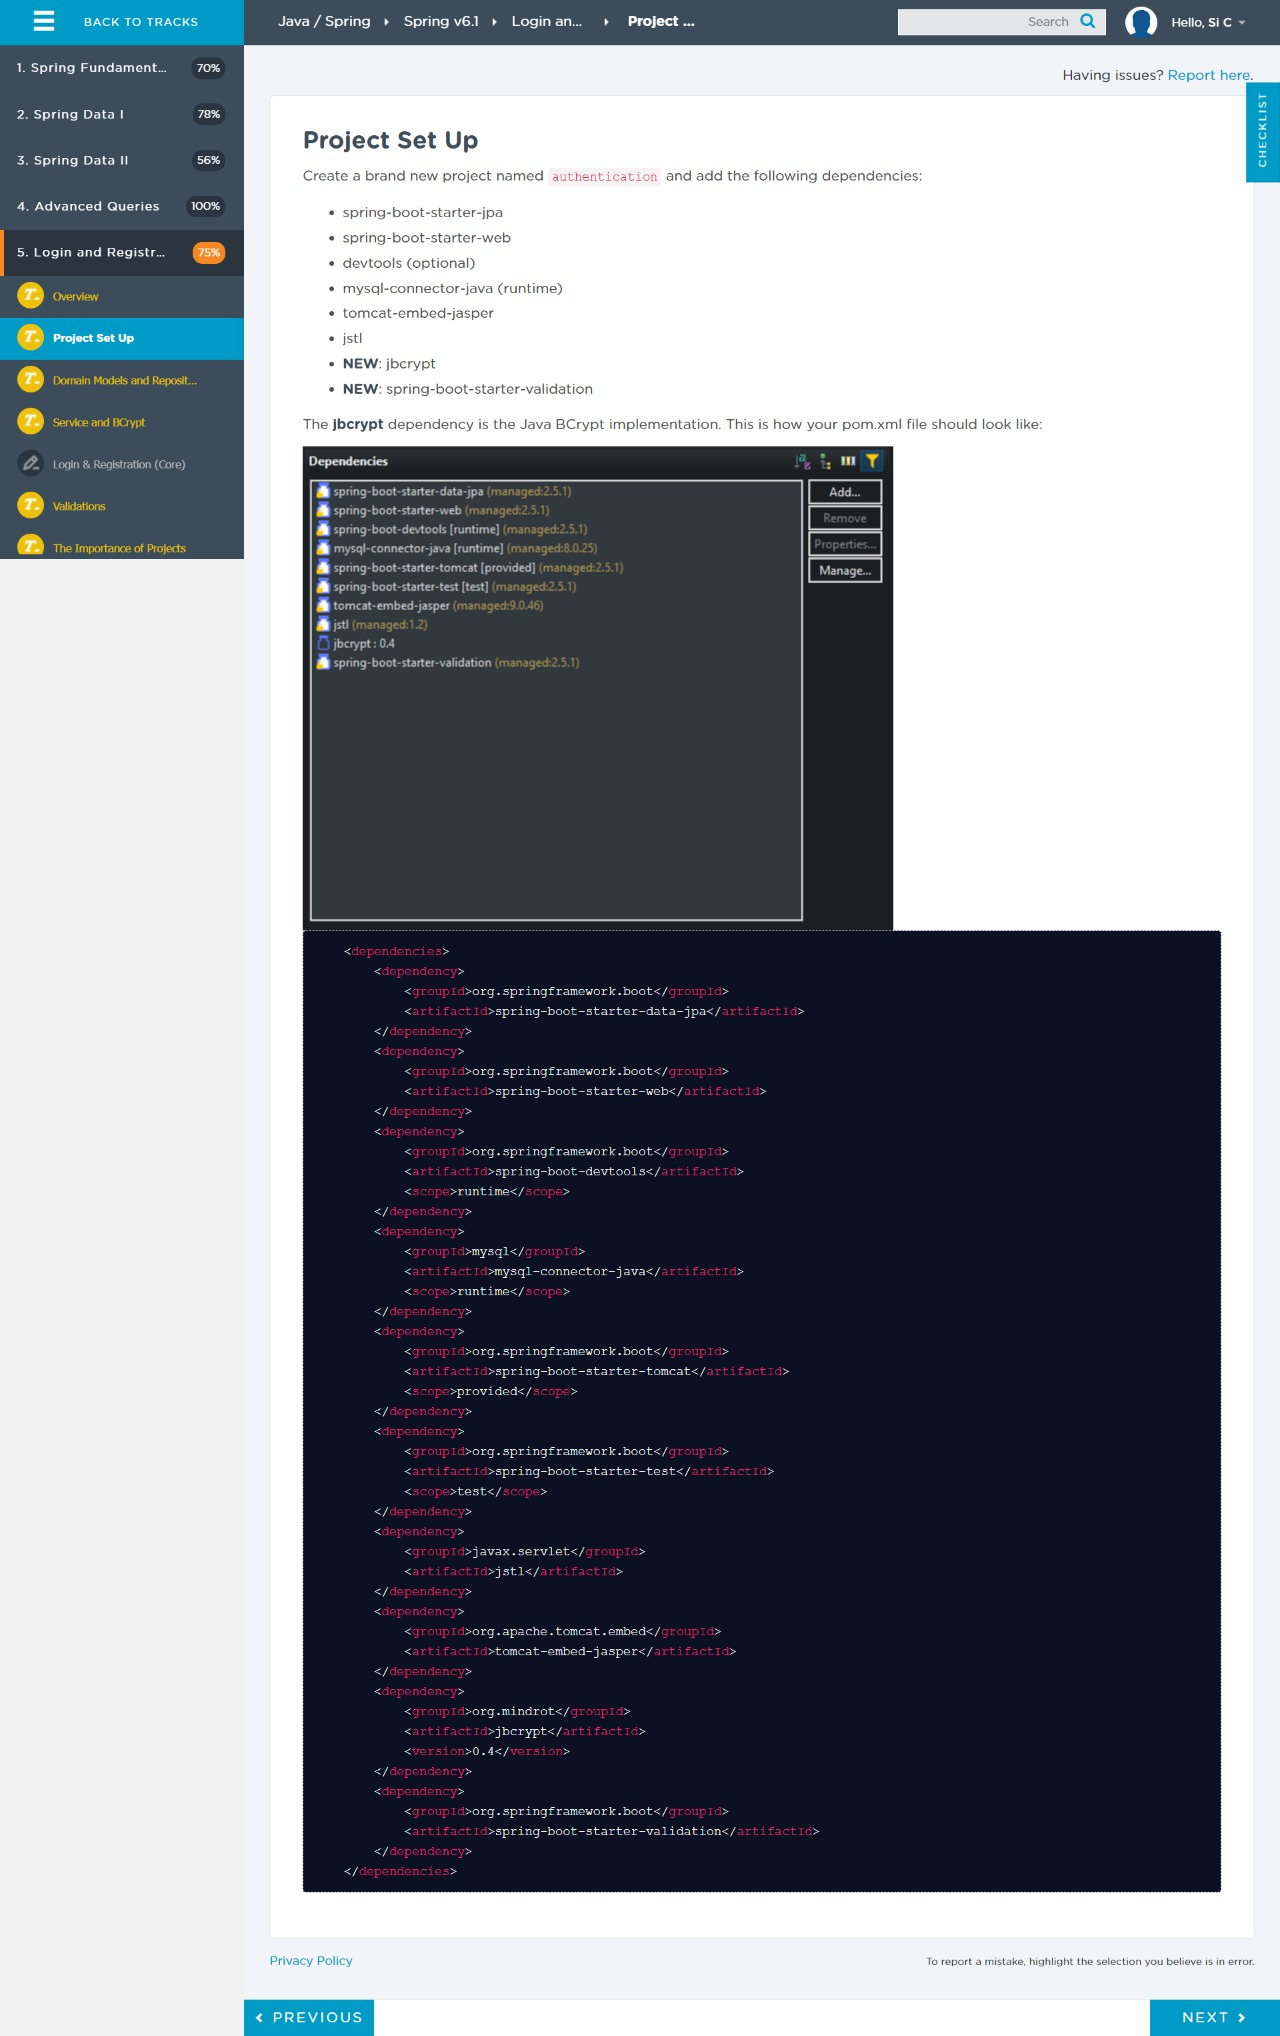 BACK TO TRACKS
Java / Spring
Spring v6.1
Login an...
Project ...
Search
Hello, Si C
1. Spring Fundament... 70%
2. Spring Data I 78%
3. Spring Data II 56%
4. Advanced Queries 100%
5. Login and Registr... 75%
Overview
Project Set Up
Domain Models and Reposit...
Service and BCrypt
Login & Registration (Core)
Validations
The Importance of Projects
Having issues? Report here.
CHECKLIST
Project Set Up
Create a brand new project named authentication and add the following dependencies:
• spring-boot-starter-jpa
• spring-boot-starter-web
• devtools (optional)
• mysql-connector-java (runtime)
• tomcat-embed-jasper
• jstl
• NEW: jbcrypt
• NEW: spring-boot-starter-validation
The jbcrypt dependency is the Java BCrypt implementation. This is how your pom.xml file should look like:
Dependencies
spring-boot-starter-data-jpa (managed:2.5.1)
spring-boot-starter-web (managed:2.5.1)
spring-boot-devtools [runtime] (managed:2.5.1)
mysql-connector-java [runtime] (managed:8.0.25)
spring-boot-starter-tomcat [provided] (managed:2.5.1)
spring-boot-starter-test [test] (managed:2.5.1)
tomcat-embed-jasper (managed:9.0.46)
jstl (managed:1.2)
jbcrypt : 0.4
spring-boot-starter-validation (managed:2.5.1)
Add...
Remove
Properties...
Manage...
<dependencies>
<dependency>
<groupId>org.springframework.boot</groupId>
<artifactId>spring-boot-starter-data-jpa</artifactId>
</dependency>
<dependency>
<groupId>org.springframework.boot</groupId>
<artifactId>spring-boot-starter-web</artifactId>
</dependency>
<dependency>
<groupId>org.springframework.boot</groupId>
<artifactId>spring-boot-devtools</artifactId>
<scope>runtime</scope>
</dependency>
<dependency>
<groupId>mysql</groupId>
<artifactId>mysql-connector-java</artifactId>
<scope>runtime</scope>
</dependency>
<dependency>
<groupId>org.springframework.boot</groupId>
<artifactId>spring-boot-starter-tomcat</artifactId>
<scope>provided</scope>
</dependency>
<dependency>
<groupId>org.springframework.boot</groupId>
<artifactId>spring-boot-starter-test</artifactId>
<scope>test</scope>
</dependency>
<dependency>
<groupId>javax.servlet</groupId>
<artifactId>jstl</artifactId>
</dependency>
<dependency>
<groupId>org.apache.tomcat.embed</groupId>
<artifactId>tomcat-embed-jasper</artifactId>
</dependency>
<dependency>
<groupId>org.mindrot</groupId>
<artifactId>jbcrypt</artifactId>
<version>0.4</version>
</dependency>
<dependency>
<groupId>org.springframework.boot</groupId>
<artifactId>spring-boot-starter-validation</artifactId>
</dependency>
</dependencies>
Privacy Policy
To report a mistake, highlight the selection you believe is in error.
PREVIOUS
NEXT